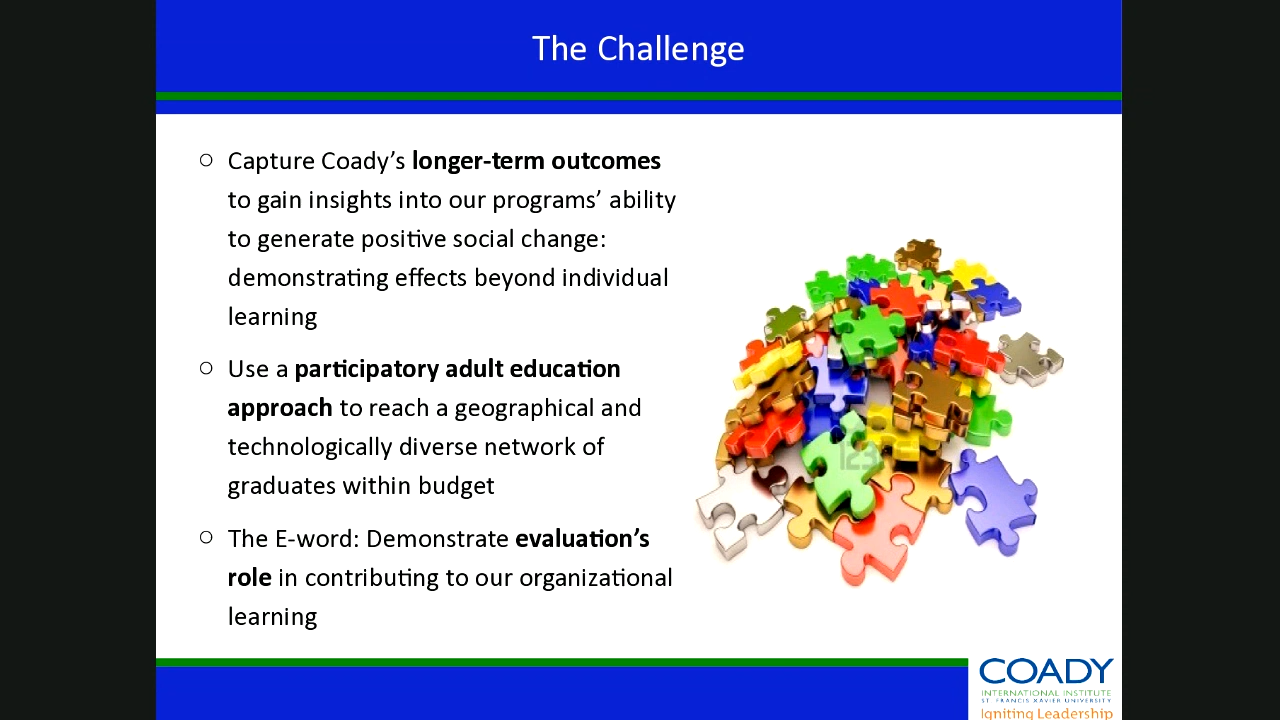 The Challenge
○ Capture Coady’s longer-term outcomes
to gain insights into our programs’ ability
to generate positive social change:
demonstrating effects beyond individual
learning
○ Use a participatory adult education
approach to reach a geographical and
technologically diverse network of
graduates within budget
○ The E-word: Demonstrate evaluation’s
role in contributing to our organizational
learning
COADY
INTERNATIONAL INSTITUTE
ST. FRANCIS XAVIER UNIVERSITY
Igniting Leadership